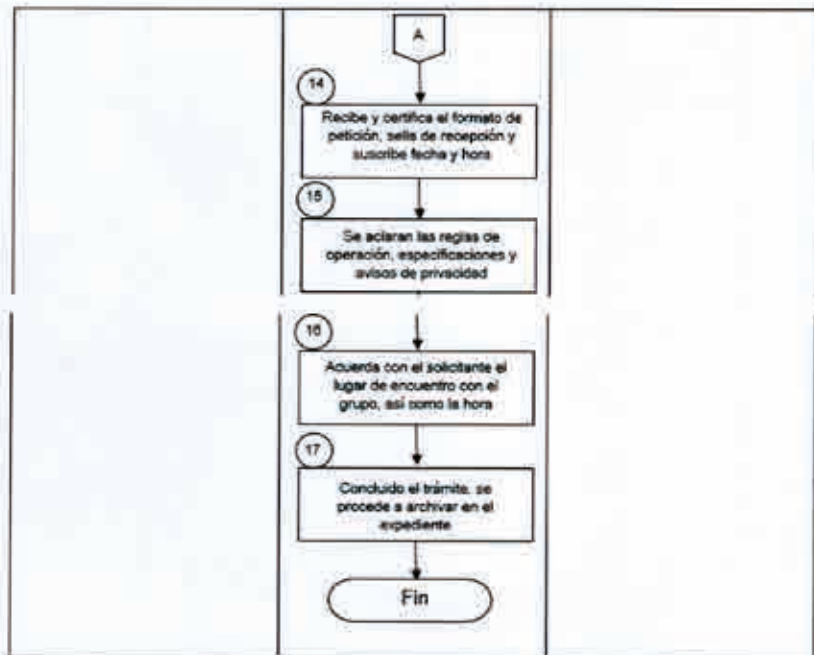 A
14
Recibe y certifica el formato de
petición, sella de recepción y
suscribe fecha y hora
15
Se aclaran las reglas de
operación, especificaciones y
avisos de privacidad
16
Acuerda con el solicitante el
lugar de encuentro con el
grupo, así como la hora
17
Concluido el trámite, se
procede a archivar en el
expediente
Fin